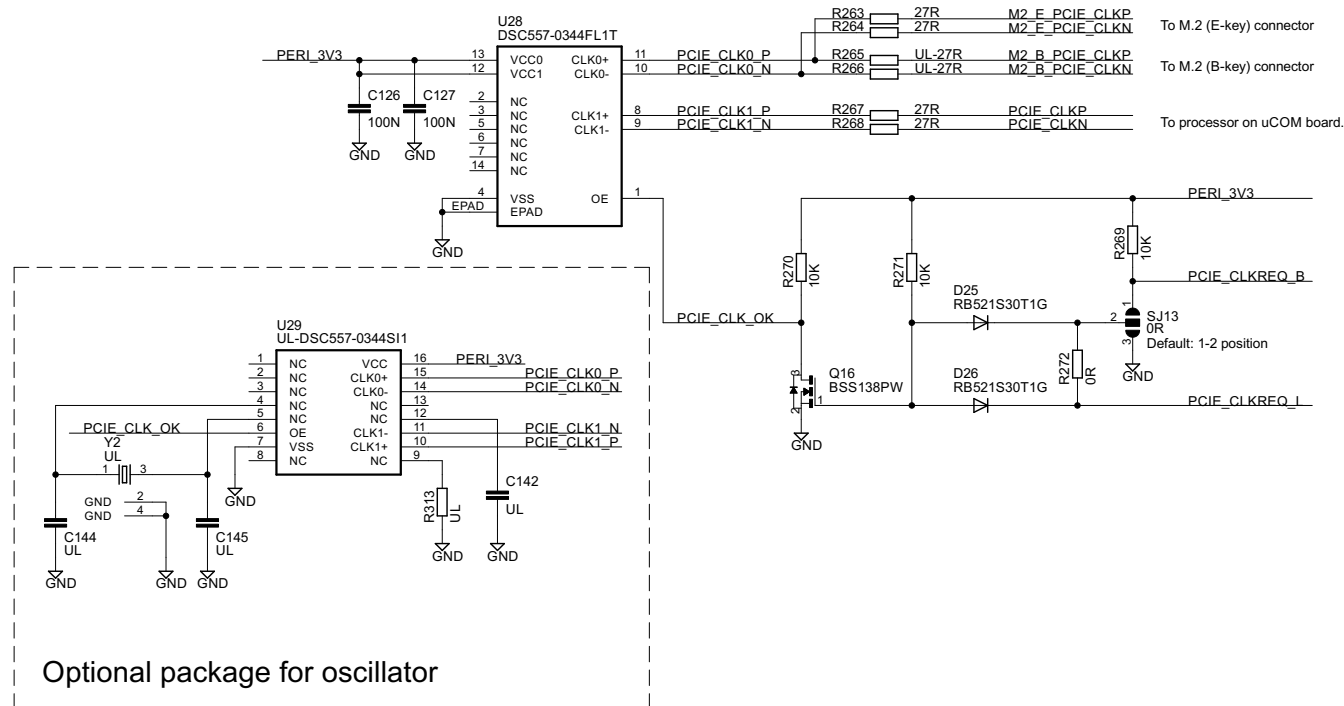 U28
DSC557-0344FL1T
PERI_3V3
13 VCC0 CLK0+ 11 PCIE_CLK0_P
12 VCC1 CLK0- 10 PCIE_CLK0_N
2 NC
3 NC CLK1+ 8 PCIE_CLK1_P
5 NC CLK1- 9 PCIE_CLK1_N
6 NC
7 NC
14 NC
4 VSS OE 1
EPAD EPAD
GND
C126
100N
C127
100N
GND GND
R263 27R M2_E_PCIE_CLKP
R264 27R M2_E_PCIE_CLKN
To M.2 (E-key) connector
R265 UL-27R M2_B_PCIE_CLKP
R266 UL-27R M2_B_PCIE_CLKN
To M.2 (B-key) connector
R267 27R PCIE_CLKP
R268 27R PCIE_CLKN
To processor on uCOM board.
PERI_3V3
R270
10K
R271
10K
R269
10K
PCIE_CLKREQ_B
PCIE_CLK_OK
D25
RB521S30T1G
1
2
3
SJ13
0R
Default: 1-2 position
GND
R272
0R
Q16
BSS138PW
3
1
2
GND
D26
RB521S30T1G
PCIE_CLKREQ_L
U29
UL-DSC557-0344SI1
1 NC VCC 16 PERI_3V3
2 NC CLK0+ 15 PCIE_CLK0_P
3 NC CLK0- 14 PCIE_CLK0_N
4 NC NC 13
5 NC NC 12
PCIE_CLK_OK 6 OE CLK1- 11 PCIE_CLK1_N
7 VSS CLK1+ 10 PCIE_CLK1_P
8 NC NC 9
Y2
UL
1 3
GND 2
GND 4
GND
C144
UL
GND
GND
C145
UL
GND
R313
UL
GND
C142
UL
GND
Optional package for oscillator